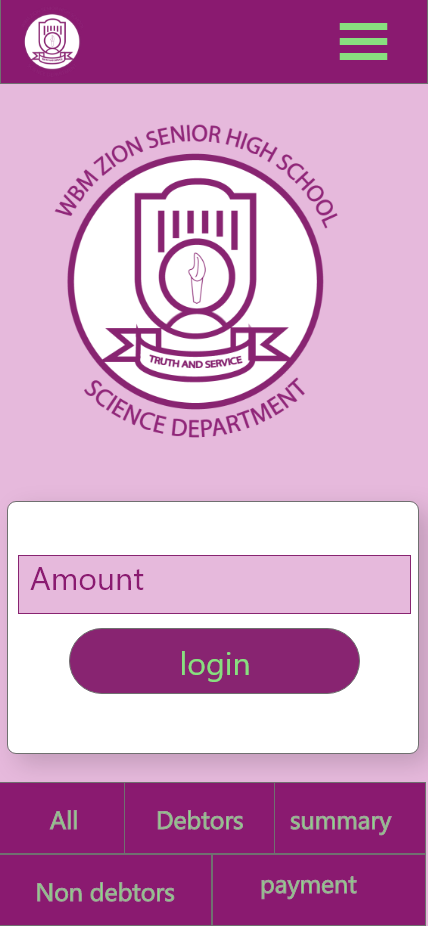 WBM ZION SENIOR HIGH SCHOOL
TRUTH AND SERVICE
SCIENCE DEPARTMENT
Amount
login
All Debtors summary
Non debtors payment